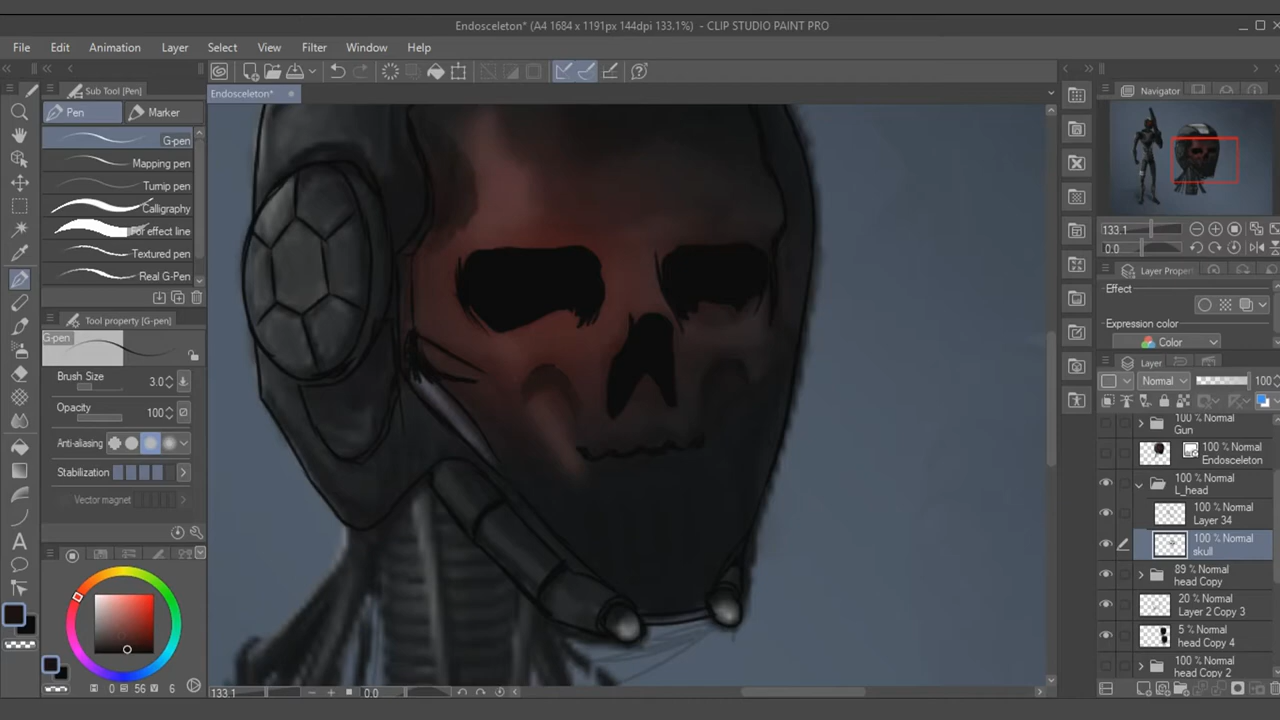 Endosceleton* (A4 1684 x 1191px 144dpi 133.1%) - CLIP STUDIO PAINT PRO
File Edit Animation Layer Select View Filter Window Help
Sub Tool [Pen]
Endosceleton*
Navigator
Pen
Marker
G-pen
Mapping pen
Turnip pen
Calligraphy
For effect line
Textured pen
Real G-Pen
Tool property [G-pen]
G-pen
Brush Size 3.0
Opacity 100
Anti-aliasing
Stabilization
Vector magnet
0 56 6
133.1 0.0
133.1
0.0
Layer Propert
Effect
Expression color
Color
Layer
Normal 100
100 % Normal
Gun
100 % Normal
Endosceleton
100 % Normal
L_head
100 % Normal
Layer 34
100 % Normal
skull
89 % Normal
head Copy
20 % Normal
Layer 2 Copy 3
5 % Normal
head Copy 4
100 % Normal
head Copy 2